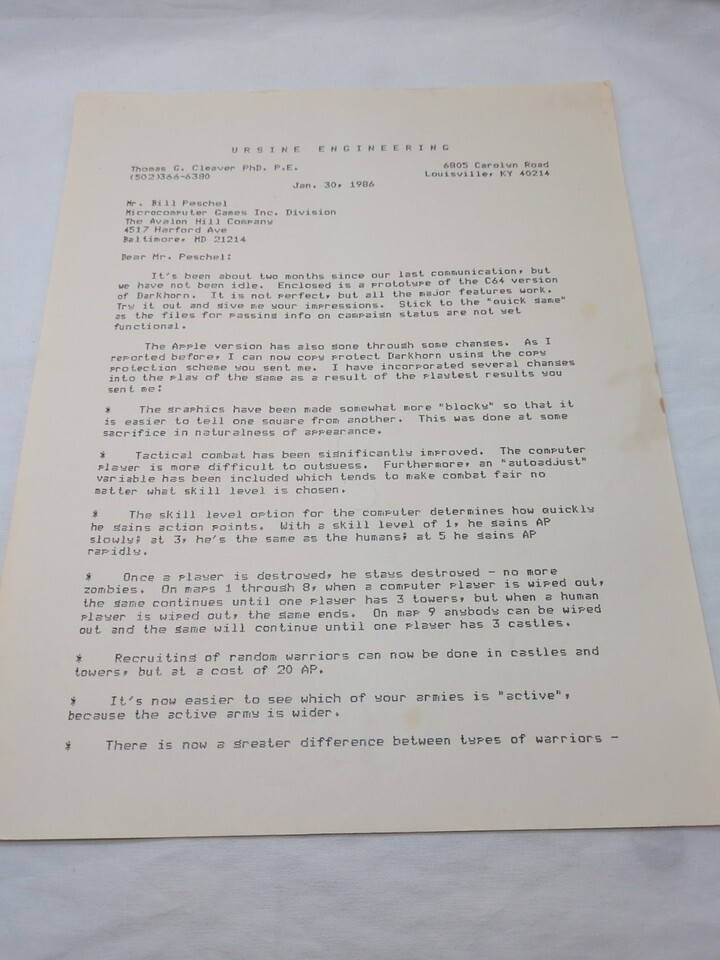 URSINE ENGINEERING
Thomas G. Cleaver PhD. P.E.
(502)366-6380
6805 Carolyn Road
Louisville, KY 40214
Jan. 30, 1986
Mr. Bill Peschel
Microcomputer Games Inc. Division
The Avalon Hill Company
4517 Harford Ave
Baltimore, MD 21214
Dear Mr. Peschel:
It's been about two months since our last communication, but
we have not been idle. Enclosed is a prototype of the C64 version
of Darkhorn. It is not perfect, but all the major features work.
Try it out and give me your impressions. Stick to the "quick game"
as the files for passing info on campaign status are not yet
functional.
The Apple version has also gone through some changes. As I
reported before, I can now copy protect Darkhorn using the copy
protection scheme you sent me. I have incorporated several changes
into the play of the game as a result of the playtest results you
sent me:
* The graphics have been made somewhat more "blocky" so that it
is easier to tell one square from another. This was done at some
sacrifice in naturalness of appearance.
* Tactical combat has been significantly improved. The computer
player is more difficult to outguess. Furthermore, an "autoadjust"
variable has been included which tends to make combat fair no
matter what skill level is chosen.
* The skill level option for the computer determines how quickly
he gains action points. With a skill level of 1, he gains AP
slowly; at 3, he's the same as the humans; at 5 he gains AP
rapidly.
* Once a player is destroyed, he stays destroyed - no more
zombies. On maps 1 through 8, when a computer player is wiped out,
the game continues until one player has 3 towers, but when a human
player is wiped out, the game ends. On map 9 anybody can be wiped
out and the game will continue until one player has 3 castles.
* Recruiting of random warriors can now be done in castles and
towers, but at a cost of 20 AP.
* It's now easier to see which of your armies is "active",
because the active army is wider.
* There is now a greater difference between types of warriors -